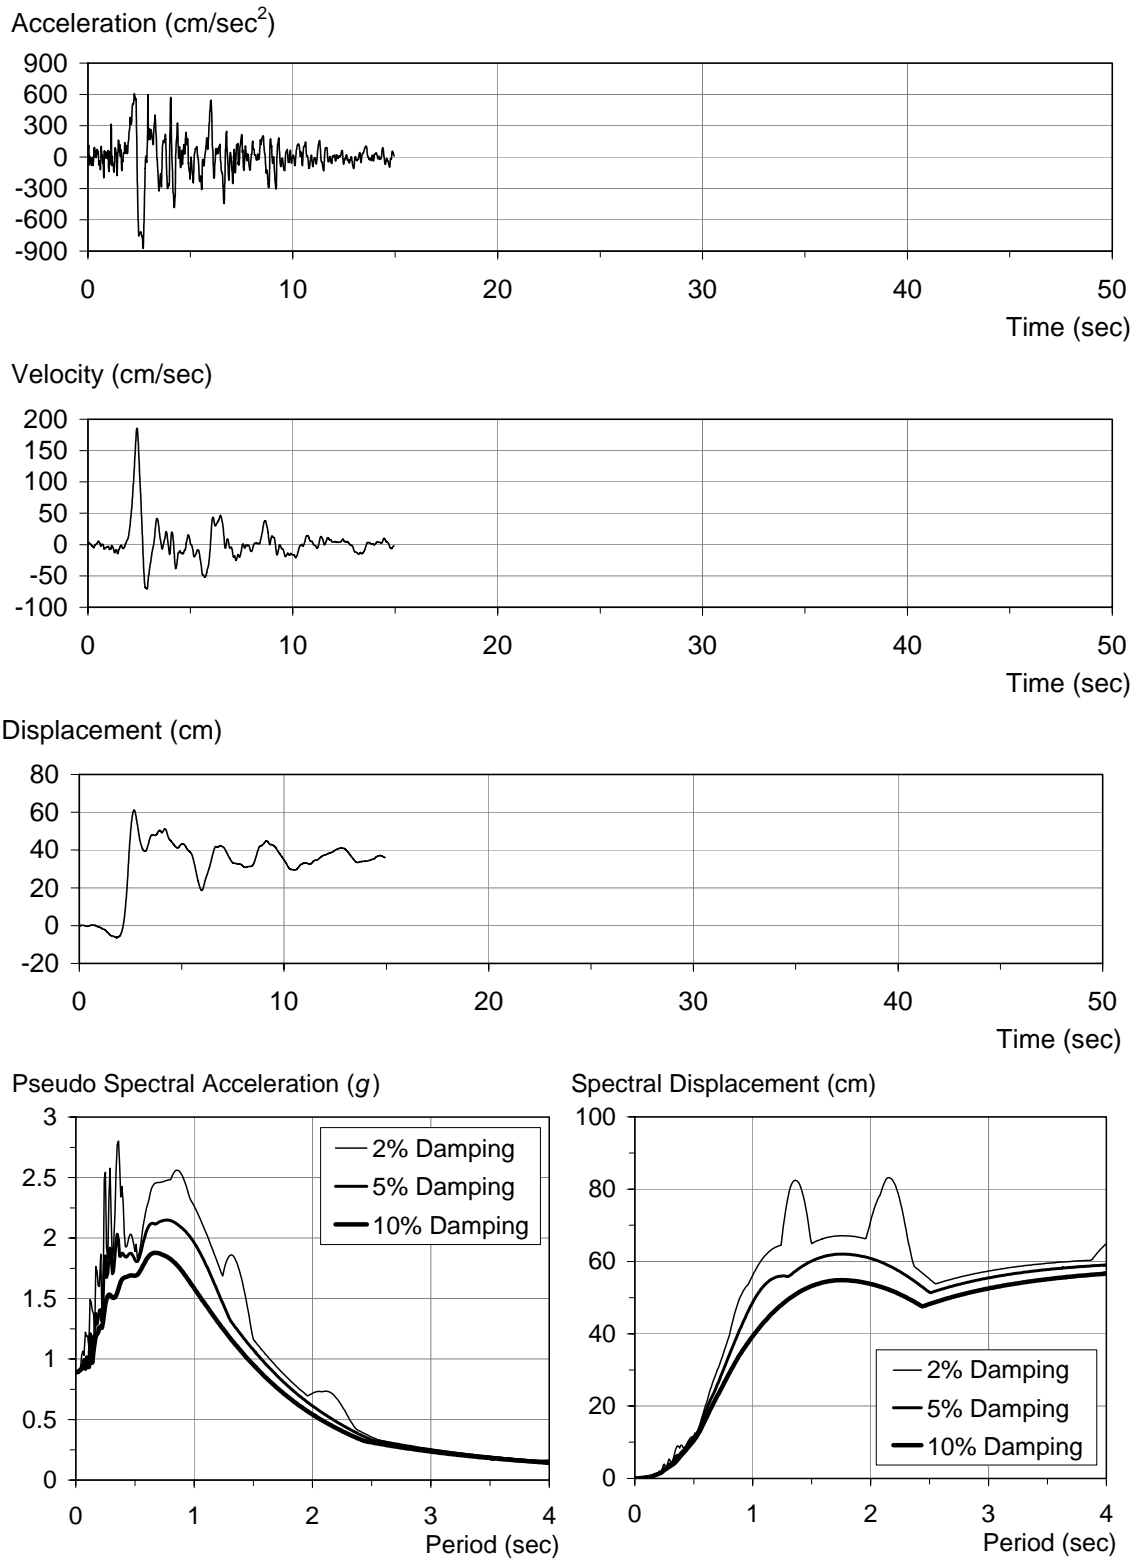 Acceleration (cm/sec²)
900
600
300
0
-300
-600
-900
0 10 20 30 40 50
Time (sec)
Velocity (cm/sec)
200
150
100
50
0
-50
-100
0 10 20 30 40 50
Time (sec)
Displacement (cm)
80
60
40
20
0
-20
0 10 20 30 40 50
Time (sec)
Pseudo Spectral Acceleration (g)
3
2.5
2
1.5
1
0.5
0
2% Damping
5% Damping
10% Damping
0 1 2 3 4
Period (sec)
Spectral Displacement (cm)
100
80
60
40
20
0
2% Damping
5% Damping
10% Damping
0 1 2 3 4
Period (sec)